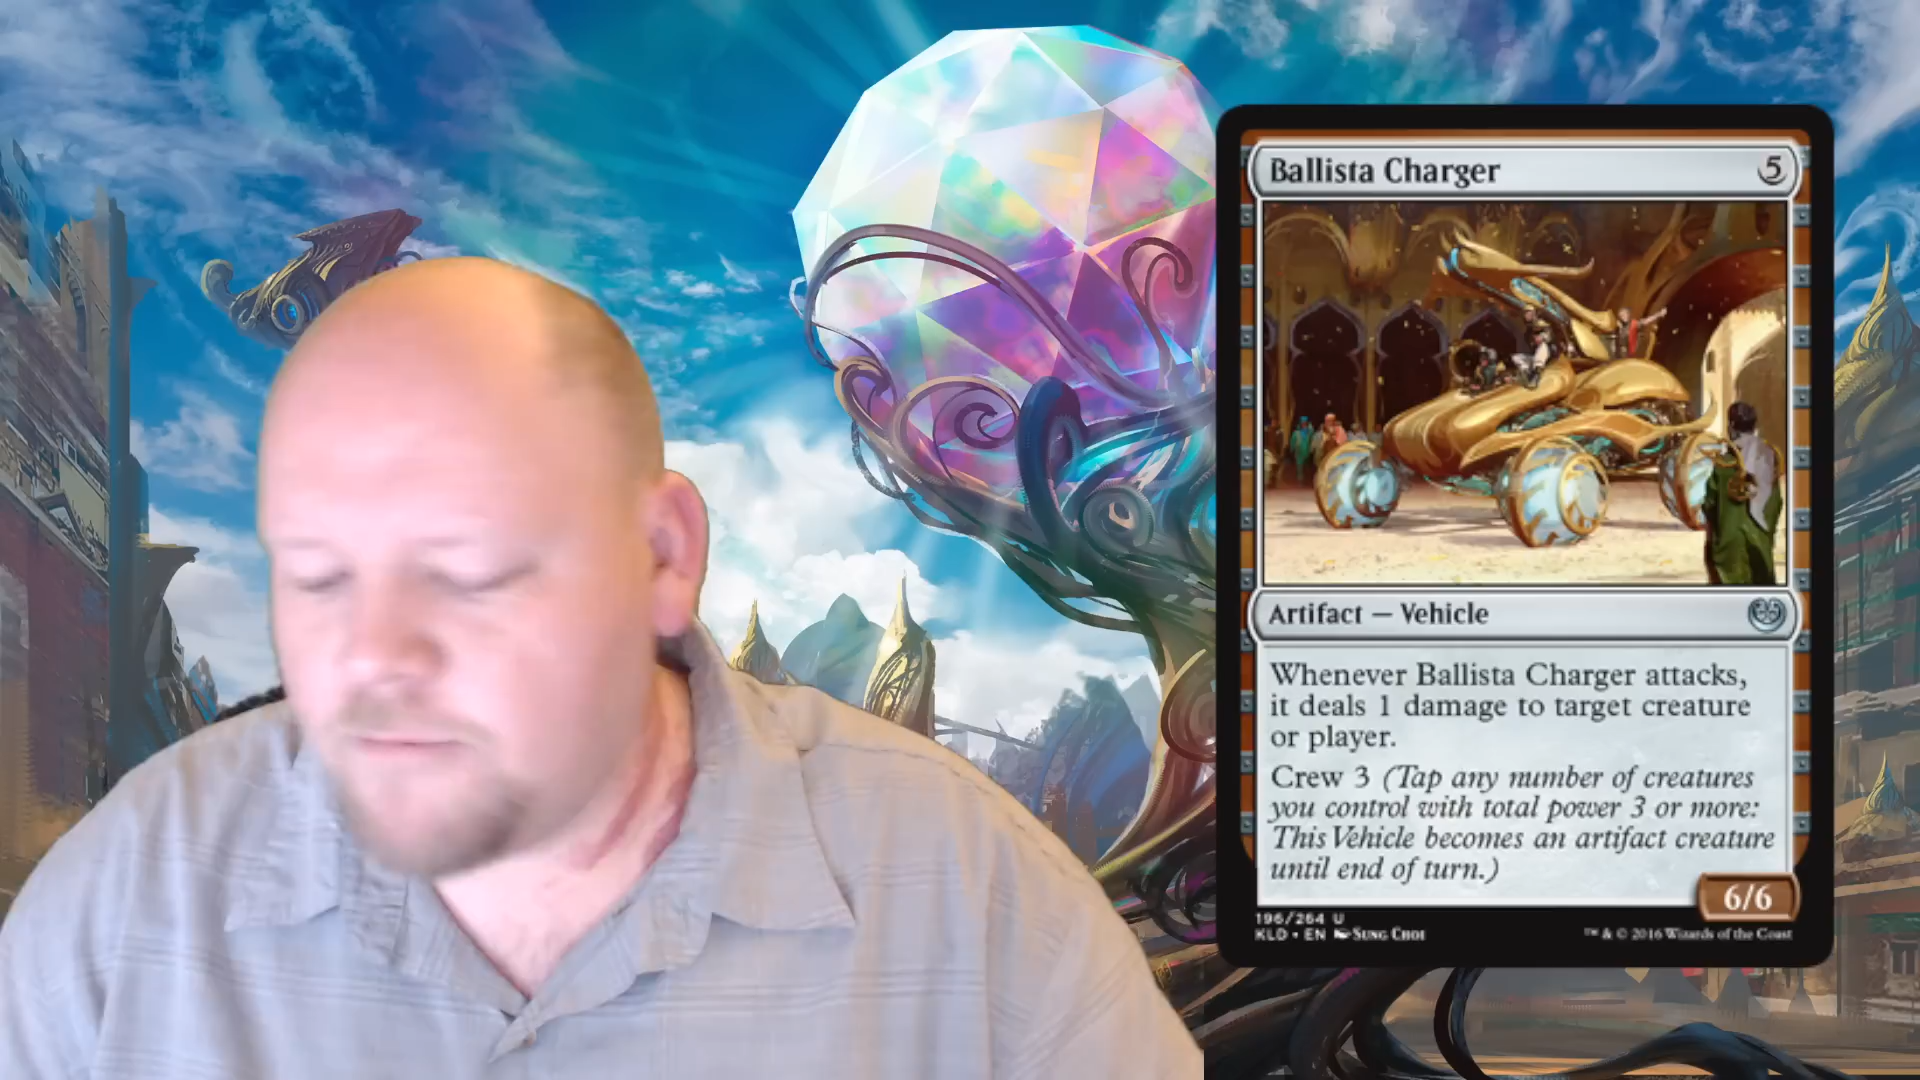 Ballista Charger 5
Artifact — Vehicle
Whenever Ballista Charger attacks,
it deals 1 damage to target creature
or player.
Crew 3 (Tap any number of creatures
you control with total power 3 or more:
This Vehicle becomes an artifact creature
until end of turn.)
6/6
196/264 U
KLD • EN Sung Choi
™ & © 2016 Wizards of the Coast